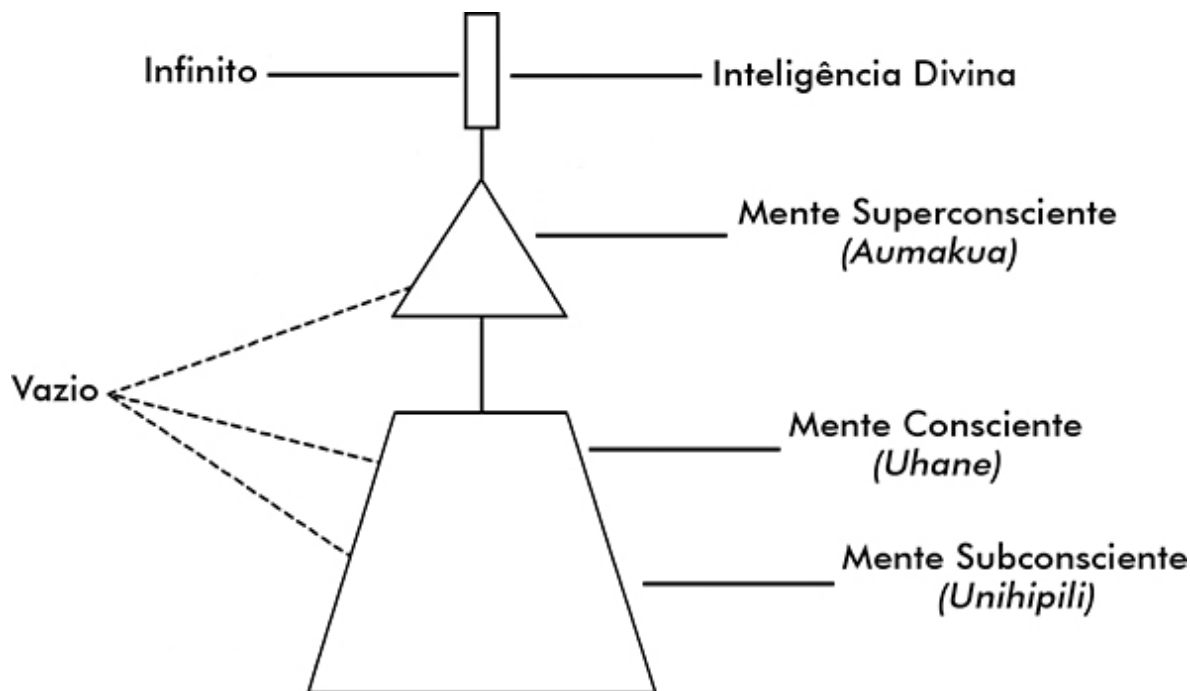 Infinito
Inteligência Divina
Mente Superconsciente
(Aumakua)
Vazio
Mente Consciente
(Uhane)
Mente Subconsciente
(Unihipili)